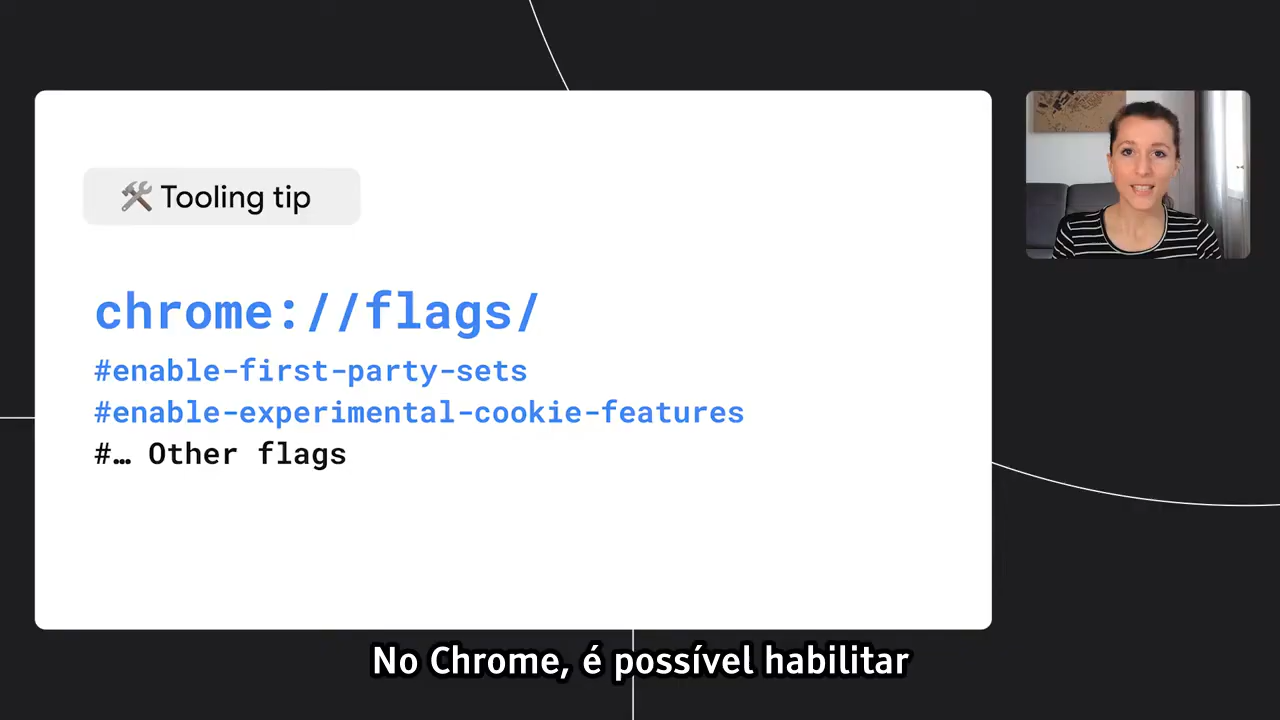 🛠 Tooling tip
chrome://flags/
#enable-first-party-sets
#enable-experimental-cookie-features
#… Other flags
No Chrome, é possível habilitar